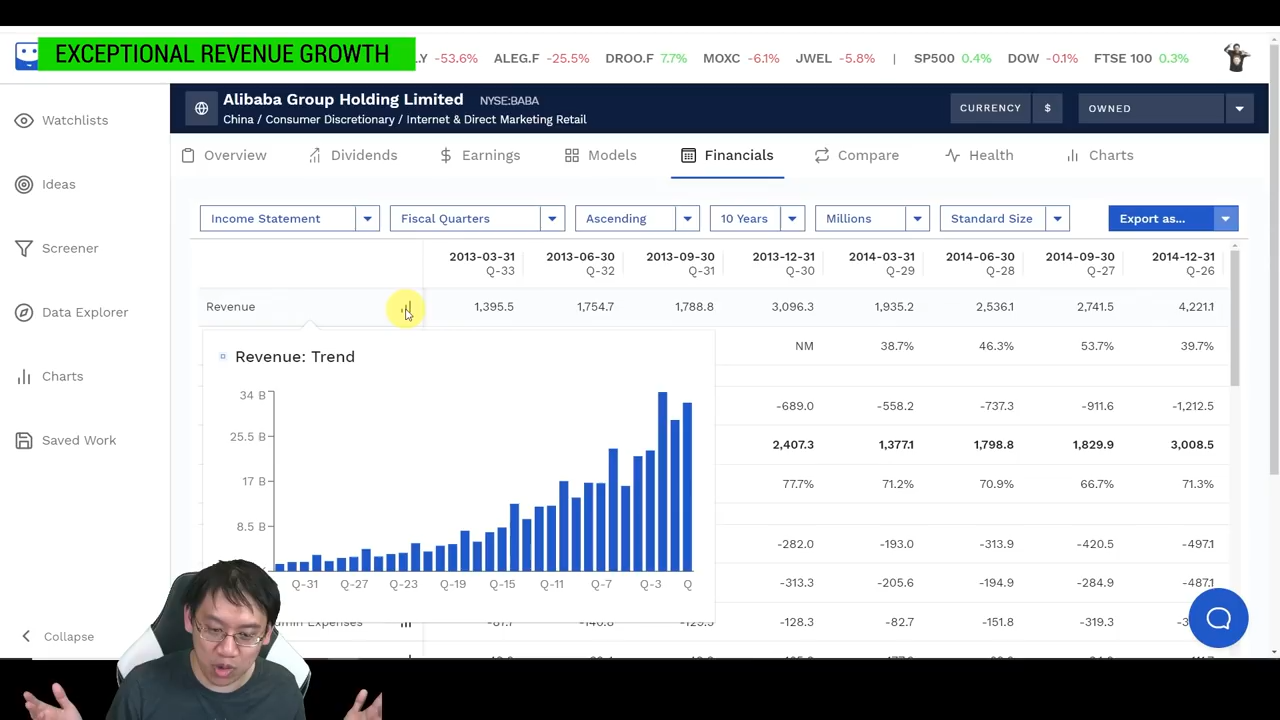 EXCEPTIONAL REVENUE GROWTH
LY -53.6% ALEG.F -25.5% DROO.F 7.7% MOXC -6.1% JWEL -5.8% | SP500 0.4% DOW -0.1% FTSE 100 0.3%
Alibaba Group Holding Limited NYSE:BABA
China / Consumer Discretionary / Internet & Direct Marketing Retail
CURRENCY $ OWNED
Watchlists
Ideas
Screener
Data Explorer
Charts
Saved Work
Collapse
Overview Dividends Earnings Models Financials Compare Health Charts
Income Statement Fiscal Quarters Ascending 10 Years Millions Standard Size Export as...
2013-03-31 2013-06-30 2013-09-30 2013-12-31 2014-03-31 2014-06-30 2014-09-30 2014-12-31
Q-33 Q-32 Q-31 Q-30 Q-29 Q-28 Q-27 Q-26
Revenue 1,395.5 1,754.7 1,788.8 3,096.3 1,935.2 2,536.1 2,741.5 4,221.1
NM 38.7% 46.3% 53.7% 39.7%
-689.0 -558.2 -737.3 -911.6 -1,212.5
2,407.3 1,377.1 1,798.8 1,829.9 3,008.5
77.7% 71.2% 70.9% 66.7% 71.3%
-282.0 -193.0 -313.9 -420.5 -497.1
-313.3 -205.6 -194.9 -284.9 -487.1
-128.3 -82.7 -151.8 -319.3
Revenue: Trend
34 B
25.5 B
17 B
8.5 B
Q-31 Q-27 Q-23 Q-19 Q-15 Q-11 Q-7 Q-3 Q
Expenses